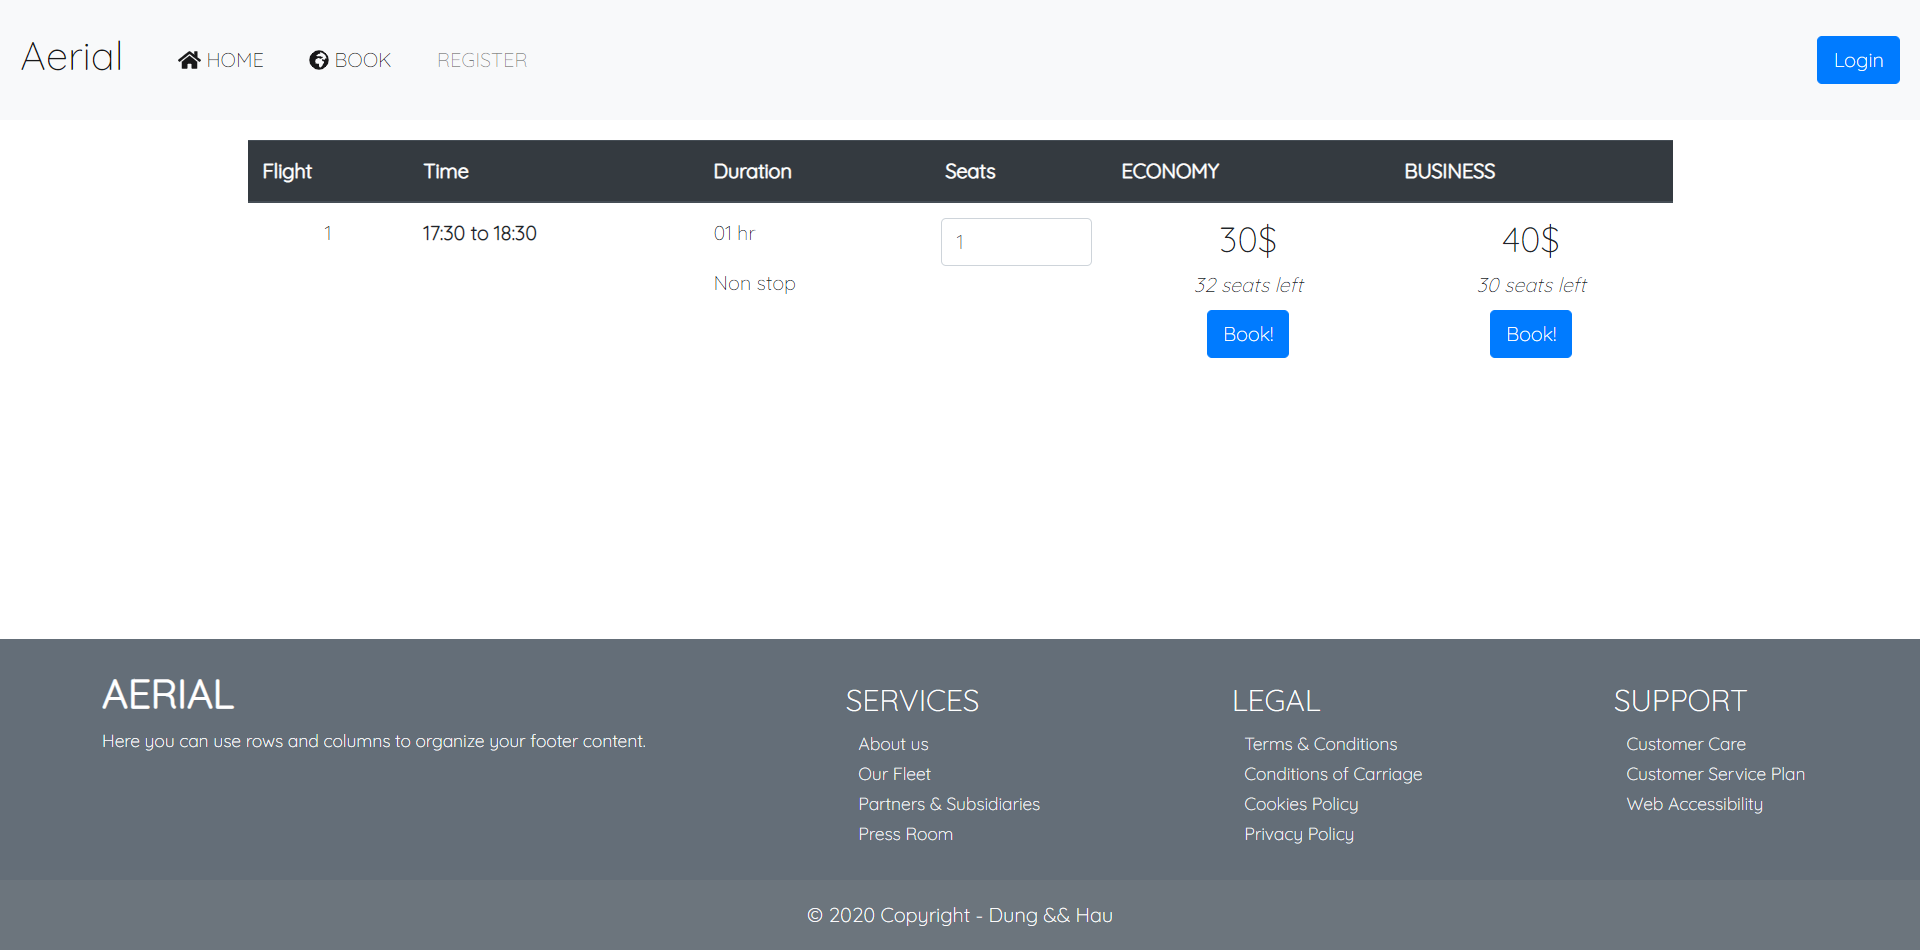 Aerial HOME BOOK REGISTER Login
Flight Time Duration Seats ECONOMY BUSINESS
1 17:30 to 18:30 01 hr 1 30$ 40$
Non stop 32 seats left 30 seats left
Book! Book!
AERIAL
Here you can use rows and columns to organize your footer content.
SERVICES
About us
Our Fleet
Partners & Subsidiaries
Press Room
LEGAL
Terms & Conditions
Conditions of Carriage
Cookies Policy
Privacy Policy
SUPPORT
Customer Care
Customer Service Plan
Web Accessibility
© 2020 Copyright - Dung && Hau